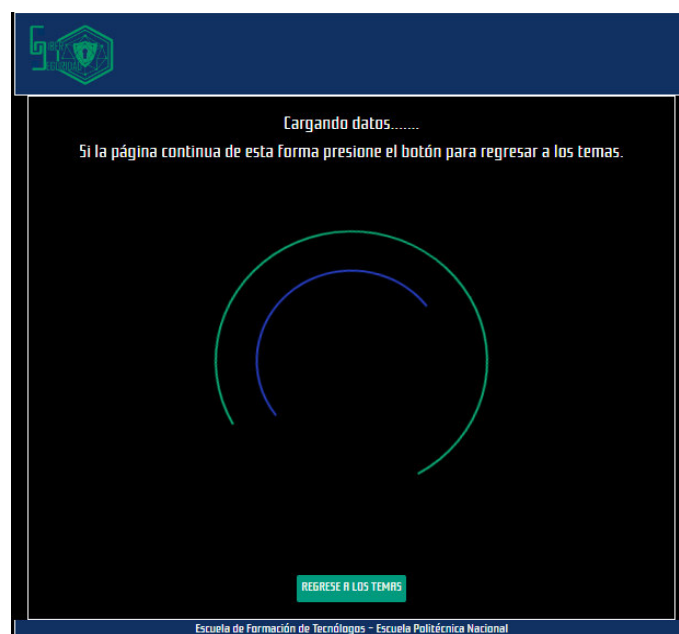 Cargando datos.......
Si la página continua de esta forma presione el botón para regresar a los temas.
REGRESE A LOS TEMAS
Escuela de Formación de Tecnólogos - Escuela Politécnica Nacional